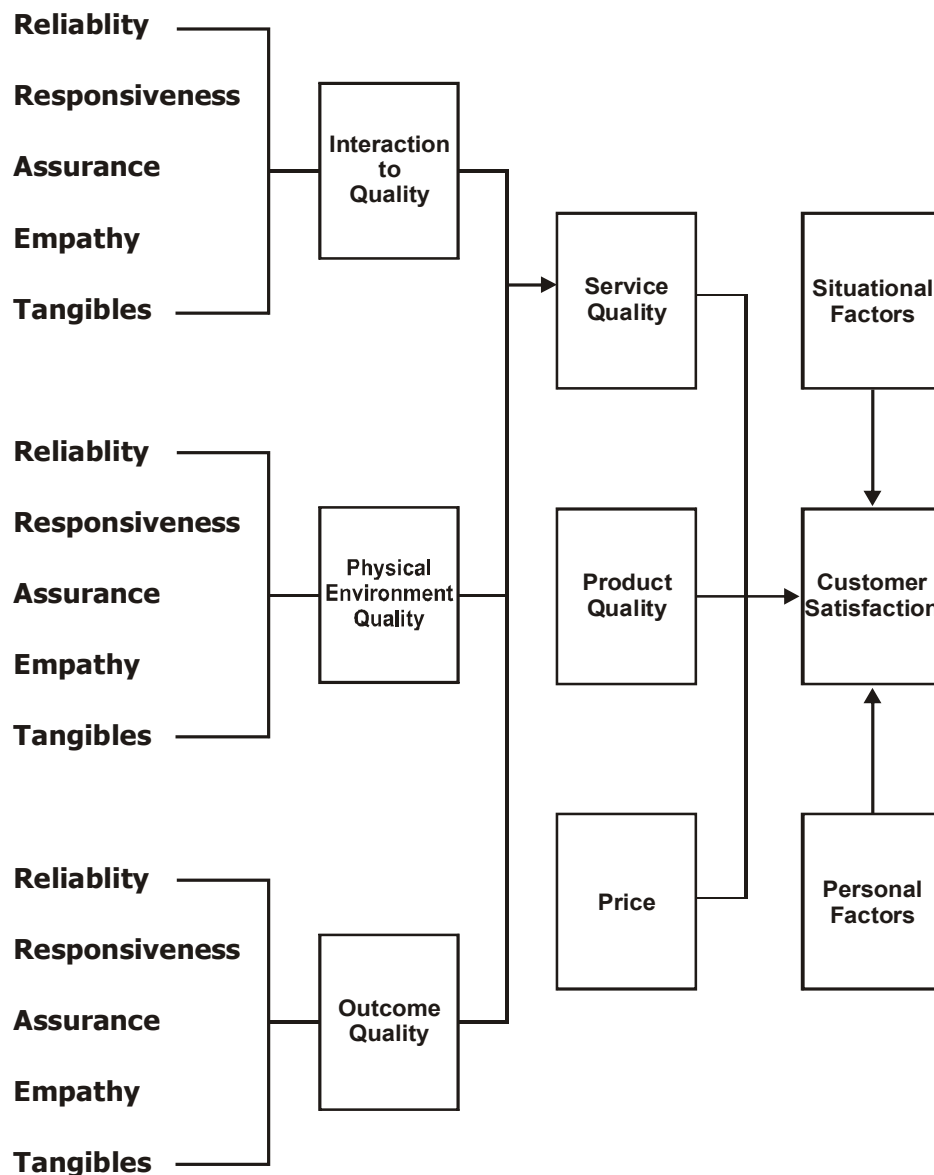 Reliablity
Responsiveness
Assurance
Empathy
Tangibles
Interaction
to
Quality
Reliablity
Responsiveness
Assurance
Empathy
Tangibles
Physical
Environment
Quality
Reliablity
Responsiveness
Assurance
Empathy
Tangibles
Outcome
Quality
Service
Quality
Product
Quality
Price
Situational
Factors
Customer
Satisfaction
Personal
Factors